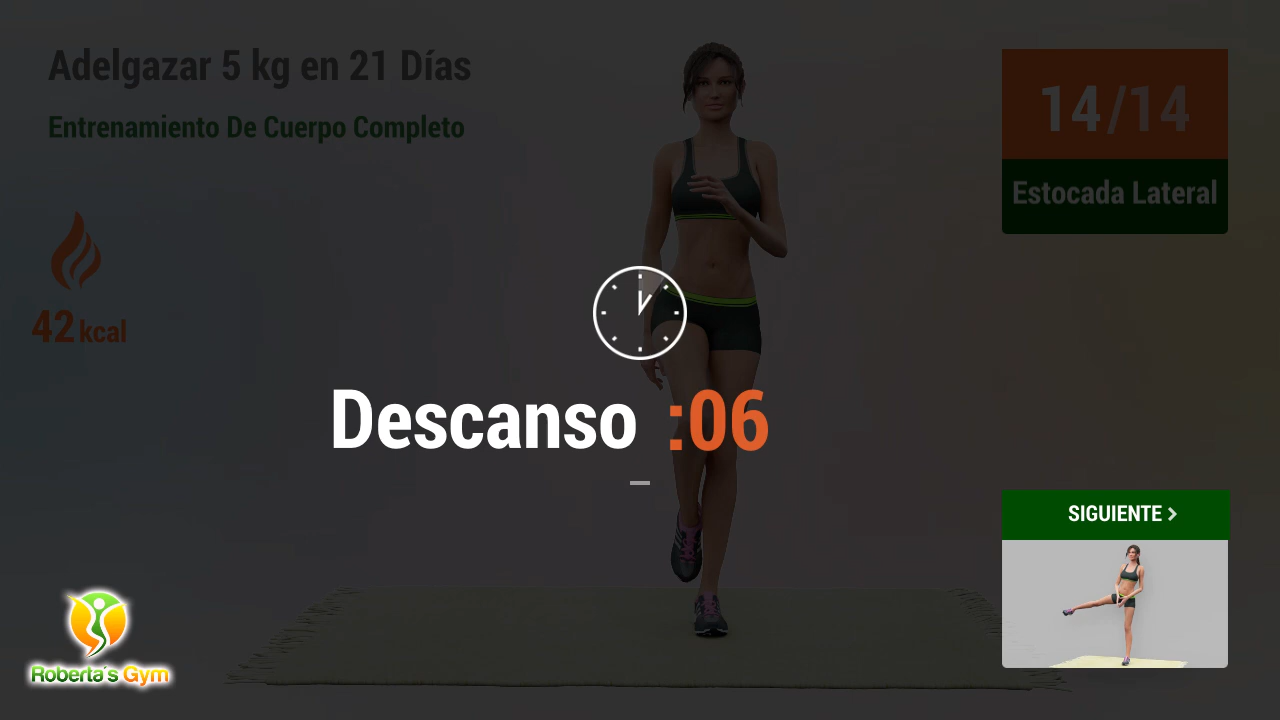 Adelgazar 5 kg en 21 Días
Entrenamiento De Cuerpo Completo
14/14
Estocada Lateral
42 kcal
Descanso :06
SIGUIENTE >
Roberta's Gym